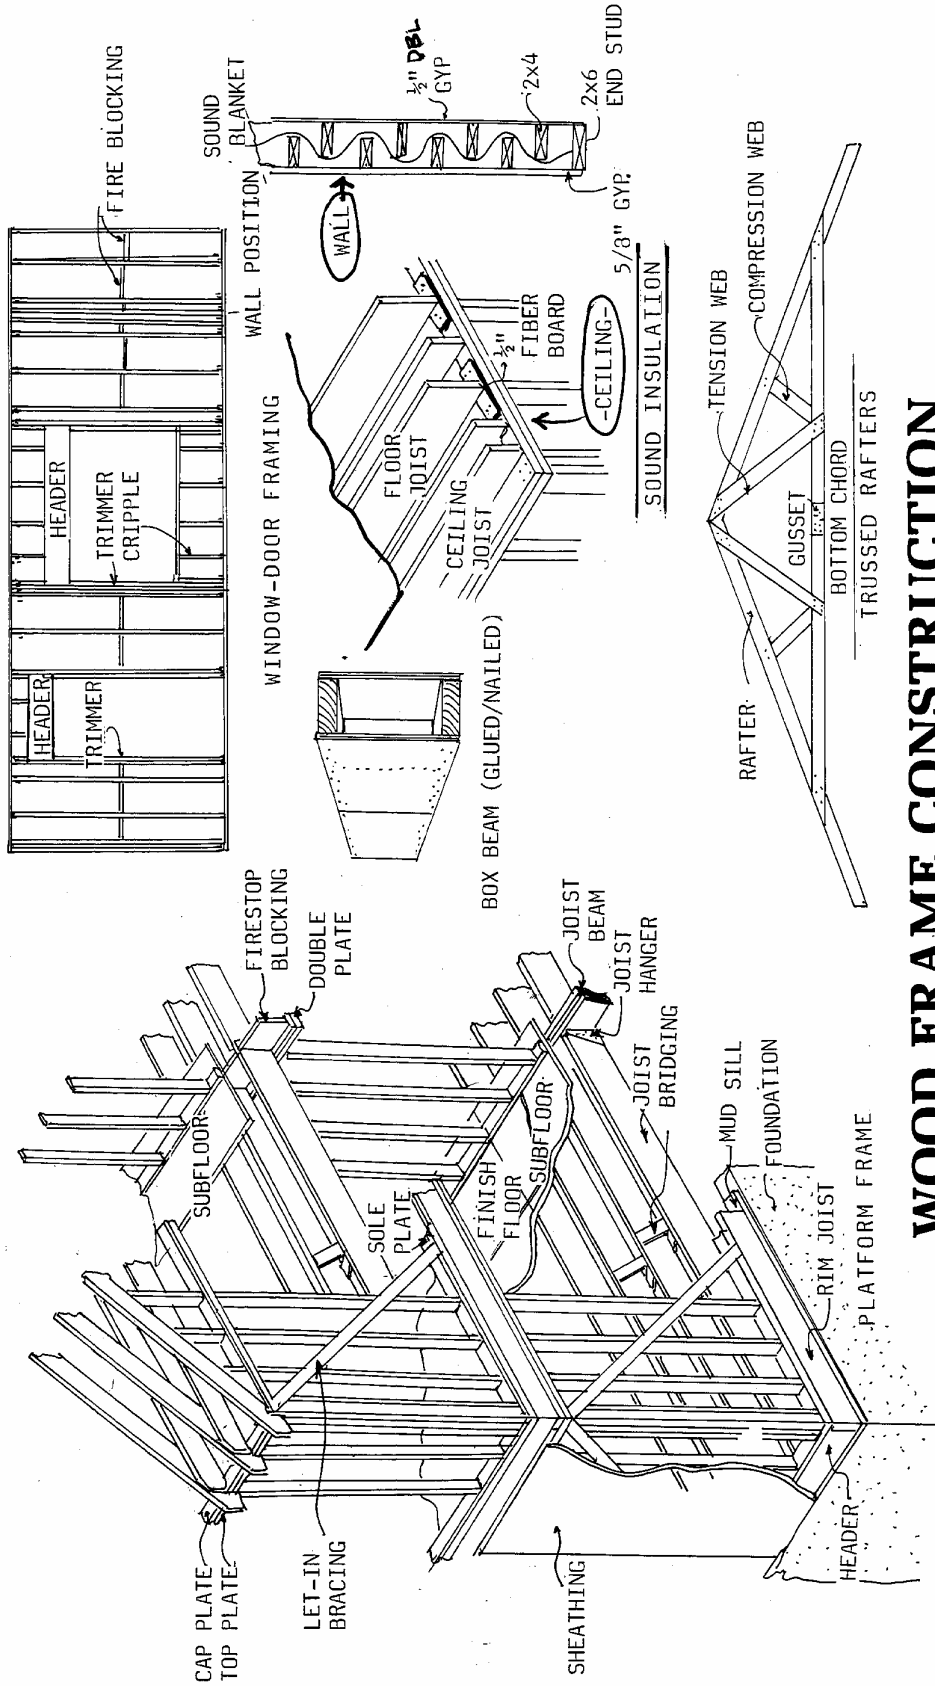 CAP PLATE
TOP PLATE
LET-IN
BRACING
SHEATHING
HEADER
SUBFLOOR
SOLE
PLATE
FINISH
FLOOR
SUBFLOOR
FIRESTOP
BLOCKING
DOUBLE
PLATE
JOIST
BEAM
JOIST
HANGER
JOIST
BRIDGING
MUD SILL
FOUNDATION
RIM JOIST
PLATFORM FRAME
HEADER
TRIMMER
HEADER
TRIMMER
CRIPPLE
FIRE BLOCKING
WINDOW-DOOR FRAMING
WALL POSITION
BOX BEAM (GLUED/NAILED)
FLOOR
JOIST
CEILING
JOIST
½"
FIBER
BOARD
-CEILING-
WALL
SOUND
BLANKET
½" DBL
GYP
2x4
2x6
END STUD
5/8" GYP.
SOUND INSULATION
RAFTER
GUSSET
BOTTOM CHORD
TENSION WEB
COMPRESSION WEB
TRUSSED RAFTERS
WOOD FRAME CONSTRUCTION